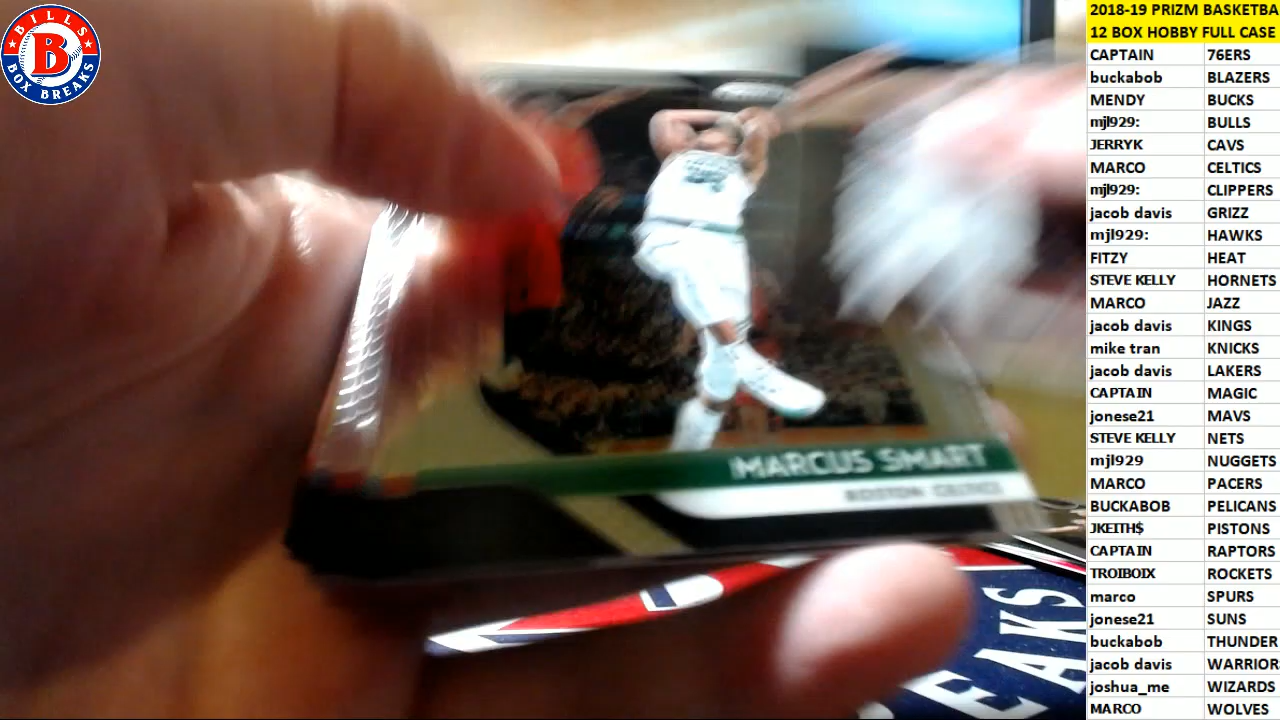 BILLS
B
BOX BREAKS
MARCUS SMART
BOSTON CELTICS
EAKS
2018-19 PRIZM BASKETBA
12 BOX HOBBY FULL CASE
CAPTAIN 76ERS
buckabob BLAZERS
MENDY BUCKS
mjl929: BULLS
JERRYK CAVS
MARCO CELTICS
mjl929: CLIPPERS
jacob davis GRIZZ
mjl929: HAWKS
FITZY HEAT
STEVE KELLY HORNETS
MARCO JAZZ
jacob davis KINGS
mike tran KNICKS
jacob davis LAKERS
CAPTAIN MAGIC
jonese21 MAVS
STEVE KELLY NETS
mjl929 NUGGETS
MARCO PACERS
BUCKABOB PELICANS
JKEITH$ PISTONS
CAPTAIN RAPTORS
TROIBOIX ROCKETS
marco SPURS
jonese21 SUNS
buckabob THUNDER
jacob davis WARRIORS
joshua_me WIZARDS
MARCO WOLVES